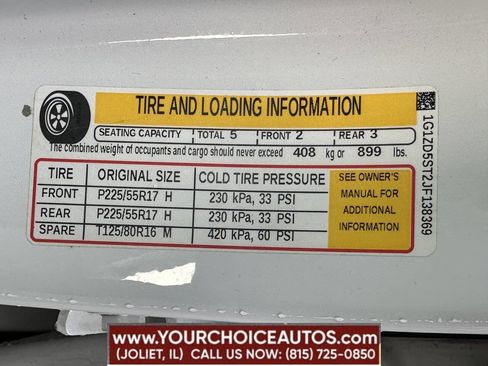 TIRE AND LOADING INFORMATION
SEATING CAPACITY TOTAL 5 FRONT 2 REAR 3
The combined weight of occupants and cargo should never exceed 408 kg or 899 lbs.
TIRE ORIGINAL SIZE COLD TIRE PRESSURE
FRONT P225/55R17 H 230 kPa, 33 PSI
REAR P225/55R17 H 230 kPa, 33 PSI
SPARE T125/80R16 M 420 kPa, 60 PSI
SEE OWNER'S
MANUAL FOR
ADDITIONAL
INFORMATION
1G1ZD5ST2JF138369
WWW.YOURCHOICEAUTOS.COM
(JOLIET, IL) CALL US NOW: (815) 725-0850